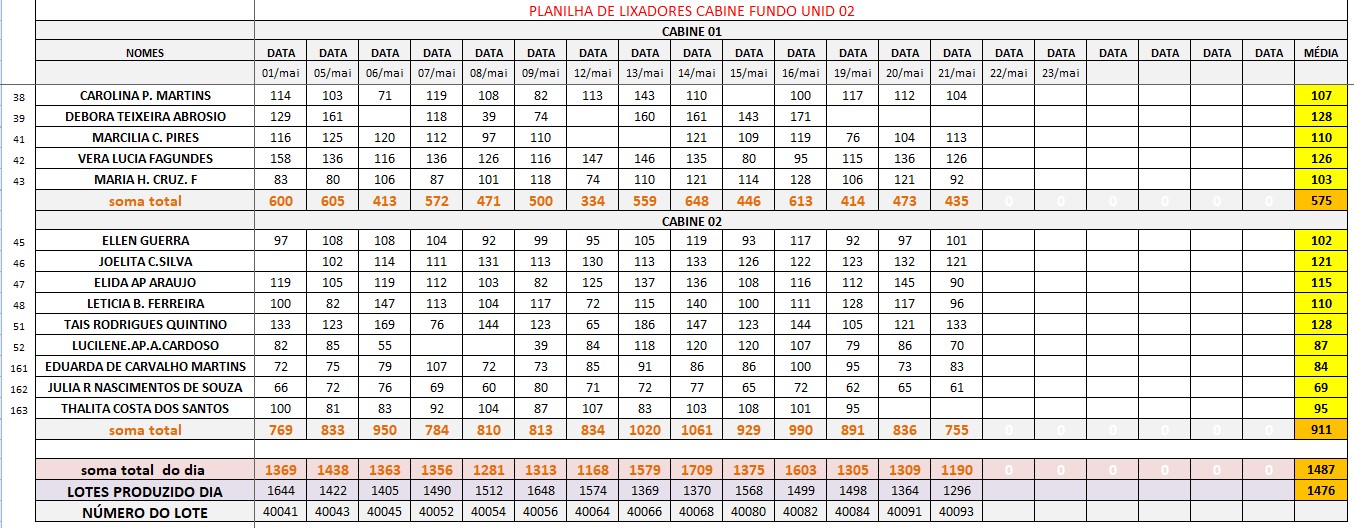 PLANILHA DE LIXADORES CABINE FUNDO UNID 02
CABINE 01
NOMES DATA DATA DATA DATA DATA DATA DATA DATA DATA DATA DATA DATA DATA DATA DATA DATA DATA DATA DATA DATA MÉDIA
01/mai 05/mai 06/mai 07/mai 08/mai 09/mai 12/mai 13/mai 14/mai 15/mai 16/mai 19/mai 20/mai 21/mai 22/mai 23/mai
38 CAROLINA P. MARTINS 114 103 71 119 108 82 113 143 110 100 117 112 104 107
39 DEBORA TEIXEIRA ABROSIO 129 161 118 39 74 160 161 143 171 128
41 MARCILIA C. PIRES 116 125 120 112 97 110 121 109 119 76 104 113 110
42 VERA LUCIA FAGUNDES 158 136 116 136 126 116 147 146 135 80 95 115 136 126 126
43 MARIA H. CRUZ. F 83 80 106 87 101 118 74 110 121 114 128 106 121 92 103
soma total 600 605 413 572 471 500 334 559 648 446 613 414 473 435 0 0 0 0 0 0 575
CABINE 02
45 ELLEN GUERRA 97 108 108 104 92 99 95 105 119 93 117 92 97 101 102
46 JOELITA C.SILVA 102 114 111 131 113 130 113 133 126 122 123 132 121 121
47 ELIDA AP ARAUJO 119 105 119 112 103 82 125 137 136 108 116 112 145 90 115
48 LETICIA B. FERREIRA 100 82 147 113 104 117 72 115 140 100 111 128 117 96 110
51 TAIS RODRIGUES QUINTINO 133 123 169 76 144 123 65 186 147 123 144 105 121 133 128
52 LUCILENE.AP.A.CARDOSO 82 85 55 39 84 118 120 120 107 79 86 70 87
161 EDUARDA DE CARVALHO MARTINS 72 75 79 107 72 73 85 91 86 86 100 95 73 83 84
162 JULIA R NASCIMENTOS DE SOUZA 66 72 76 69 60 80 71 72 77 65 72 62 65 61 69
163 THALITA COSTA DOS SANTOS 100 81 83 92 104 87 107 83 103 108 101 95 95
soma total 769 833 950 784 810 813 834 1020 1061 929 990 891 836 755 0 0 0 0 0 0 911
soma total do dia 1369 1438 1363 1356 1281 1313 1168 1579 1709 1375 1603 1305 1309 1190 0 0 0 0 0 0 1487
LOTES PRODUZIDO DIA 1644 1422 1405 1490 1512 1648 1574 1369 1370 1568 1499 1498 1364 1296 1476
NÚMERO DO LOTE 40041 40043 40045 40052 40054 40056 40064 40066 40068 40080 40082 40084 40091 40093